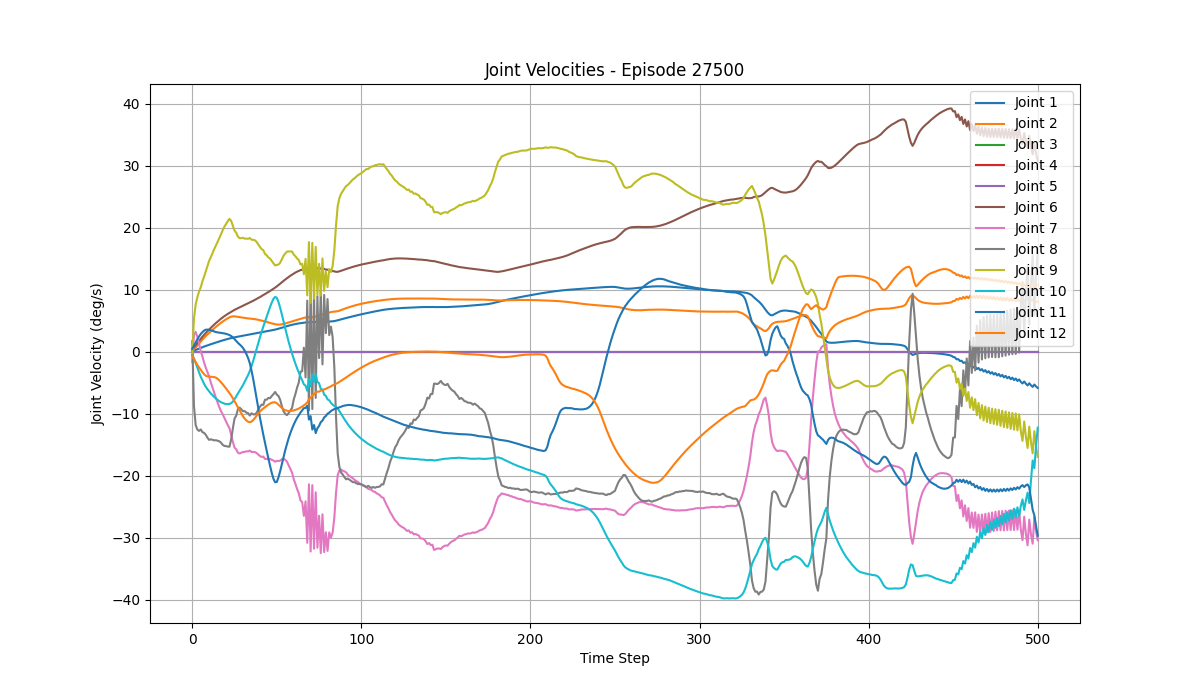 Joint Velocities - Episode 27500
Joint Velocity (deg/s)
40
30
20
10
0
−10
−20
−30
−40
0
100
200
300
400
500
Time Step
Joint 1
Joint 2
Joint 3
Joint 4
Joint 5
Joint 6
Joint 7
Joint 8
Joint 9
Joint 10
Joint 11
Joint 12